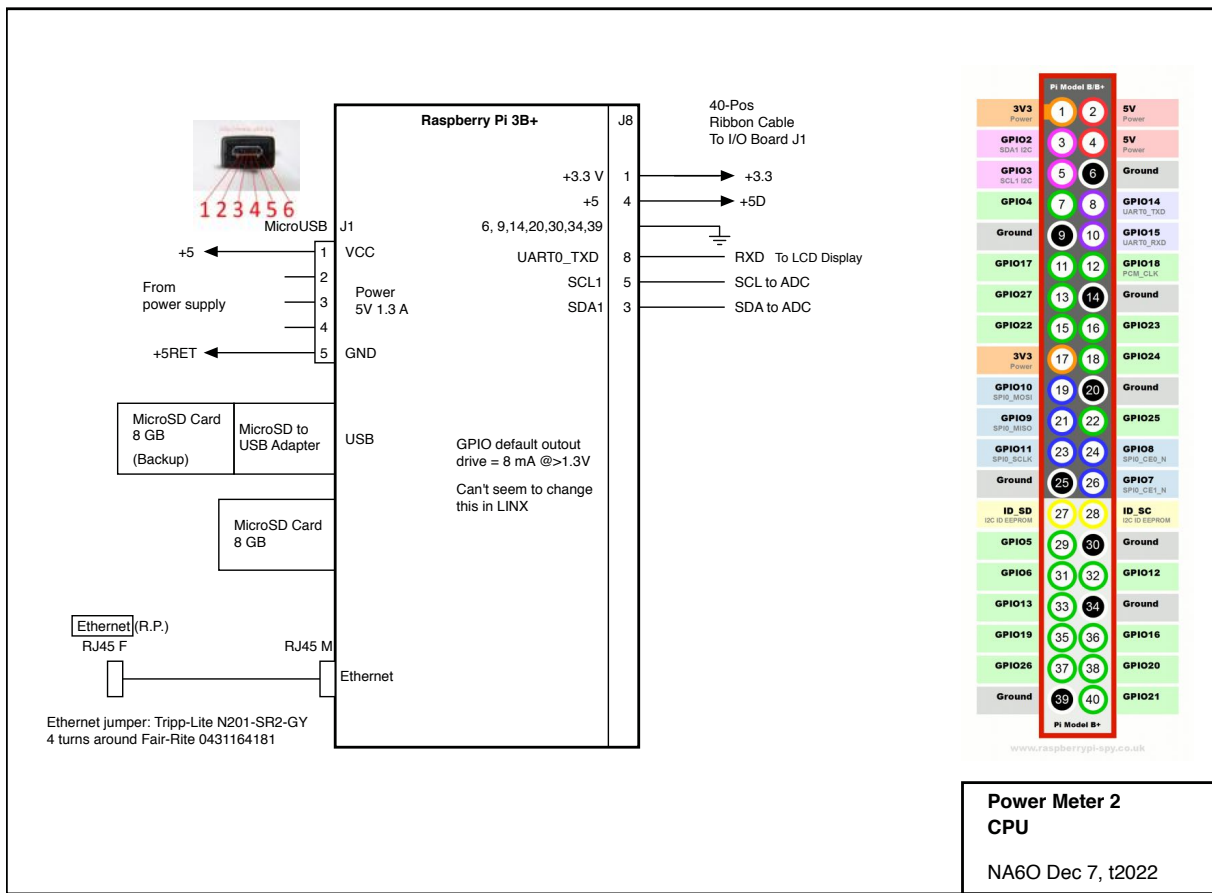 Raspberry Pi 3B+
J8
40-Pos
Ribbon Cable
To I/O Board J1
+3.3 V
1
+3.3
+5
4
+5D
6, 9,14,20,30,34,39
UART0_TXD
8
RXD To LCD Display
SCL1
5
SCL to ADC
SDA1
3
SDA to ADC
1 2 3 4 5 6
MicroUSB
J1
+5
1
VCC
2
From
power supply
3
Power
5V 1.3 A
4
+5RET
5
GND
MicroSD Card
8 GB
(Backup)
MicroSD to
USB Adapter
USB
GPIO default outout
drive = 8 mA @>1.3V
Can't seem to change
this in LINX
MicroSD Card
8 GB
Ethernet (R.P.)
RJ45 F
RJ45 M
Ethernet
Ethernet jumper: Tripp-Lite N201-SR2-GY
4 turns around Fair-Rite 0431164181
Pi Model B/B+
3V3 1 2 5V
Power Power
GPIO2 3 4 5V
SDA1 I2C Power
GPIO3 5 6 Ground
SCL1 I2C
GPIO4 7 8 GPIO14
UART0_TXD
Ground 9 10 GPIO15
UART0_RXD
GPIO17 11 12 GPIO18
PCM_CLK
GPIO27 13 14 Ground
GPIO22 15 16 GPIO23
3V3 17 18 GPIO24
Power
GPIO10 19 20 Ground
SPI0_MOSI
GPIO9 21 22 GPIO25
SPI0_MISO
GPIO11 23 24 GPIO8
SPI0_SCLK SPI0_CE0_N
Ground 25 26 GPIO7
SPI0_CE1_N
ID_SD 27 28 ID_SC
I2C ID EEPROM I2C ID EEPROM
GPIO5 29 30 Ground
GPIO6 31 32 GPIO12
GPIO13 33 34 Ground
GPIO19 35 36 GPIO16
GPIO26 37 38 GPIO20
Ground 39 40 GPIO21
Pi Model B+
www.raspberrypi-spy.co.uk
Power Meter 2
CPU
NA6O Dec 7, t2022